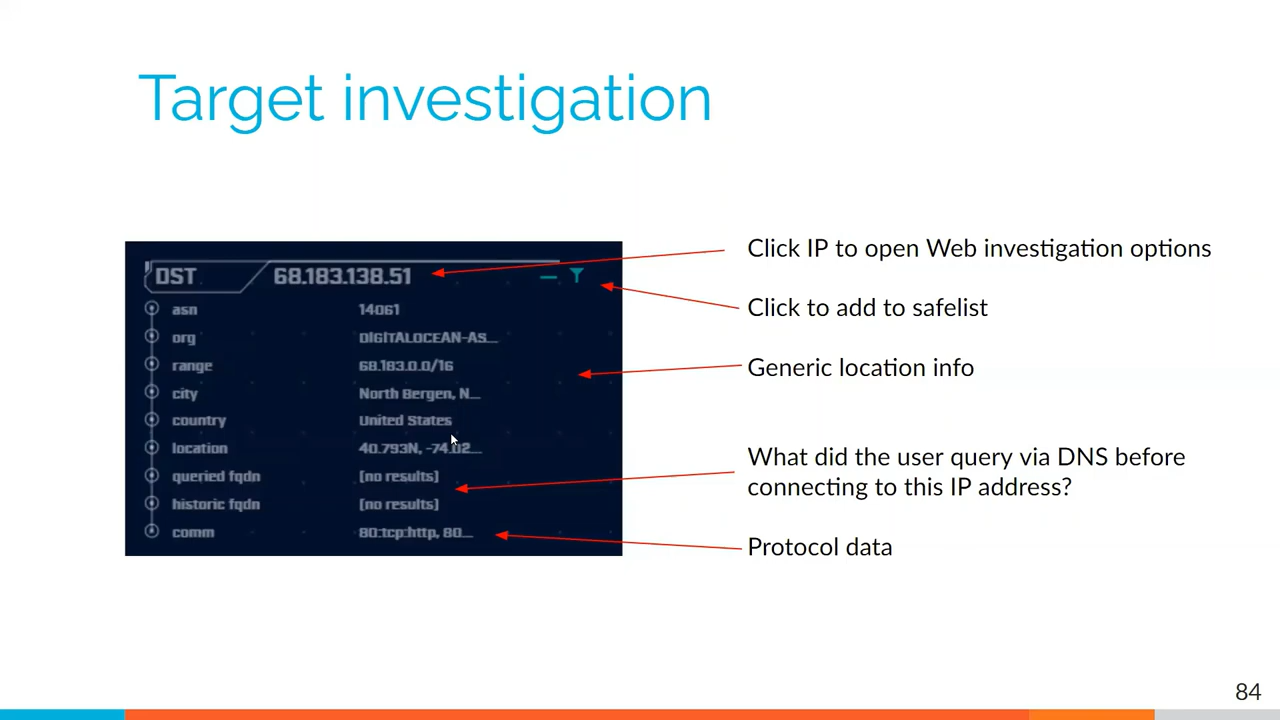 Target investigation
DST 68.183.138.51
asn 14061
org DIGITALOCEAN-AS...
range 68.183.0.0/16
city North Bergen, N...
country United States
location 40.793N, -74.02...
queried fqdn [no results]
historic fqdn [no results]
comm 80:tcp:http, 80...
Click IP to open Web investigation options
Click to add to safelist
Generic location info
What did the user query via DNS before
connecting to this IP address?
Protocol data
84